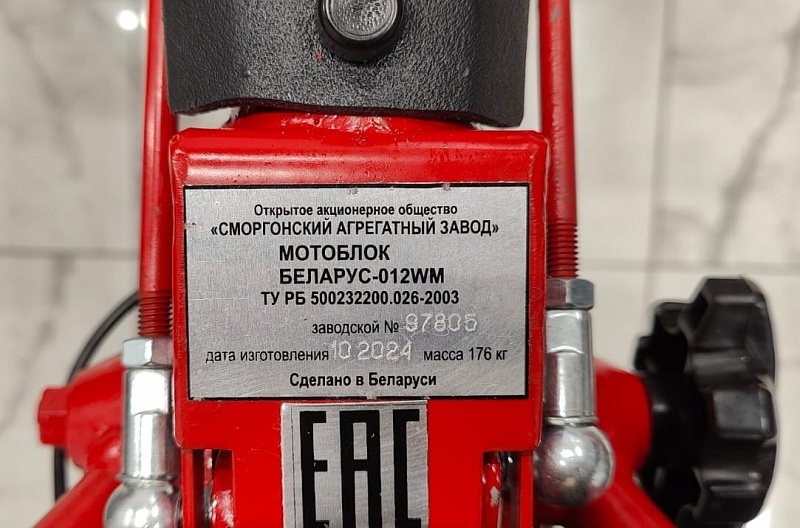 Открытое акционерное общество
«СМОРГОНСКИЙ АГРЕГАТНЫЙ ЗАВОД»
МОТОБЛОК
БЕЛАРУС-012WM
ТУ РБ 500232200.026-2003
заводской № 97805
дата изготовления 10 2024 масса 176 кг
Сделано в Беларуси
EAC